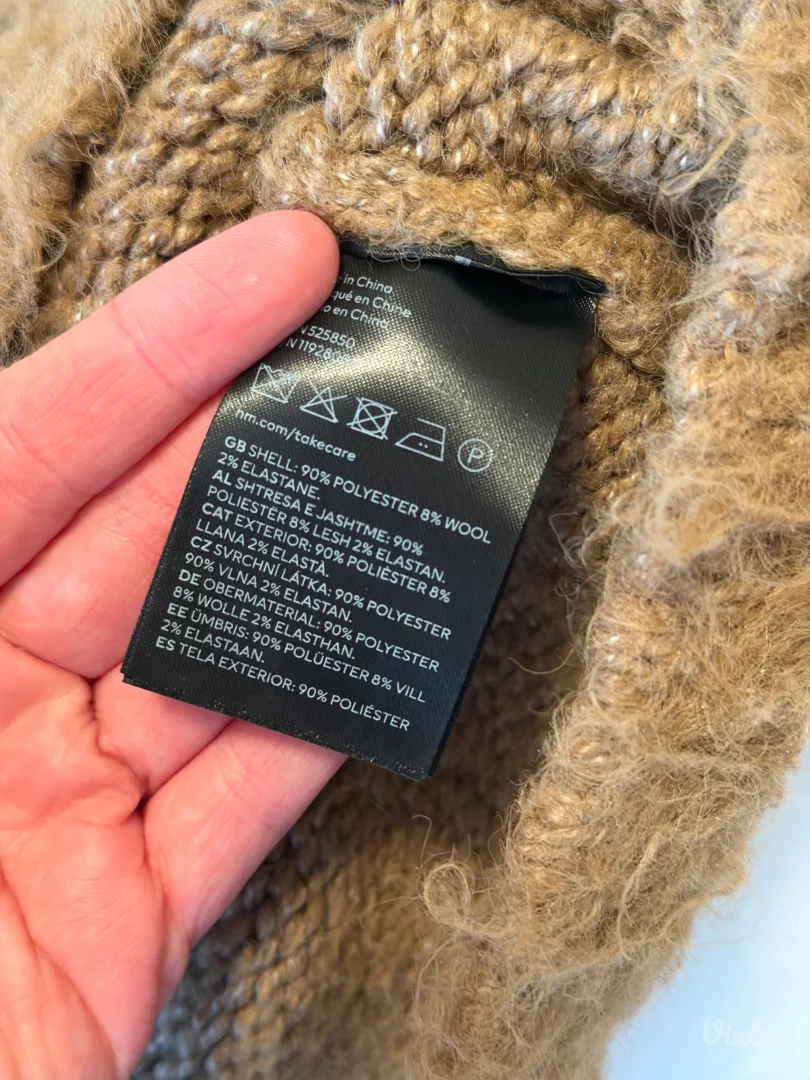 in China
qué en Chine
o en China
525850
N 119280
P
hm.com/takecare
GB SHELL: 90% POLYESTER 8% WOOL
2% ELASTANE.
AL SHTRESA E JASHTME: 90%
POLIESTËR 8% LESH 2% ELASTAN.
CAT EXTERIOR: 90% POLIÈSTER 8%
LLANA 2% ELASTÀ.
CZ SVRCHNÍ LÁTKA: 90% POLYESTER
90% VLNA 2% ELASTAN.
DE OBERMATERIAL: 90% POLYESTER
8% WOLLE 2% ELASTHAN.
EE ÜMBRIS: 90% POLÜESTER 8% VILL
2% ELASTAAN.
ES TELA EXTERIOR: 90% POLIÉSTER